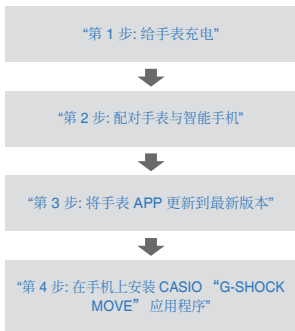 “第 1 步: 给手表充电”
“第 2 步: 配对手表与智能手机”
“第 3 步: 将手表 APP 更新到最新版本”
“第 4 步: 在手机上安装 CASIO “G-SHOCK
MOVE” 应用程序”